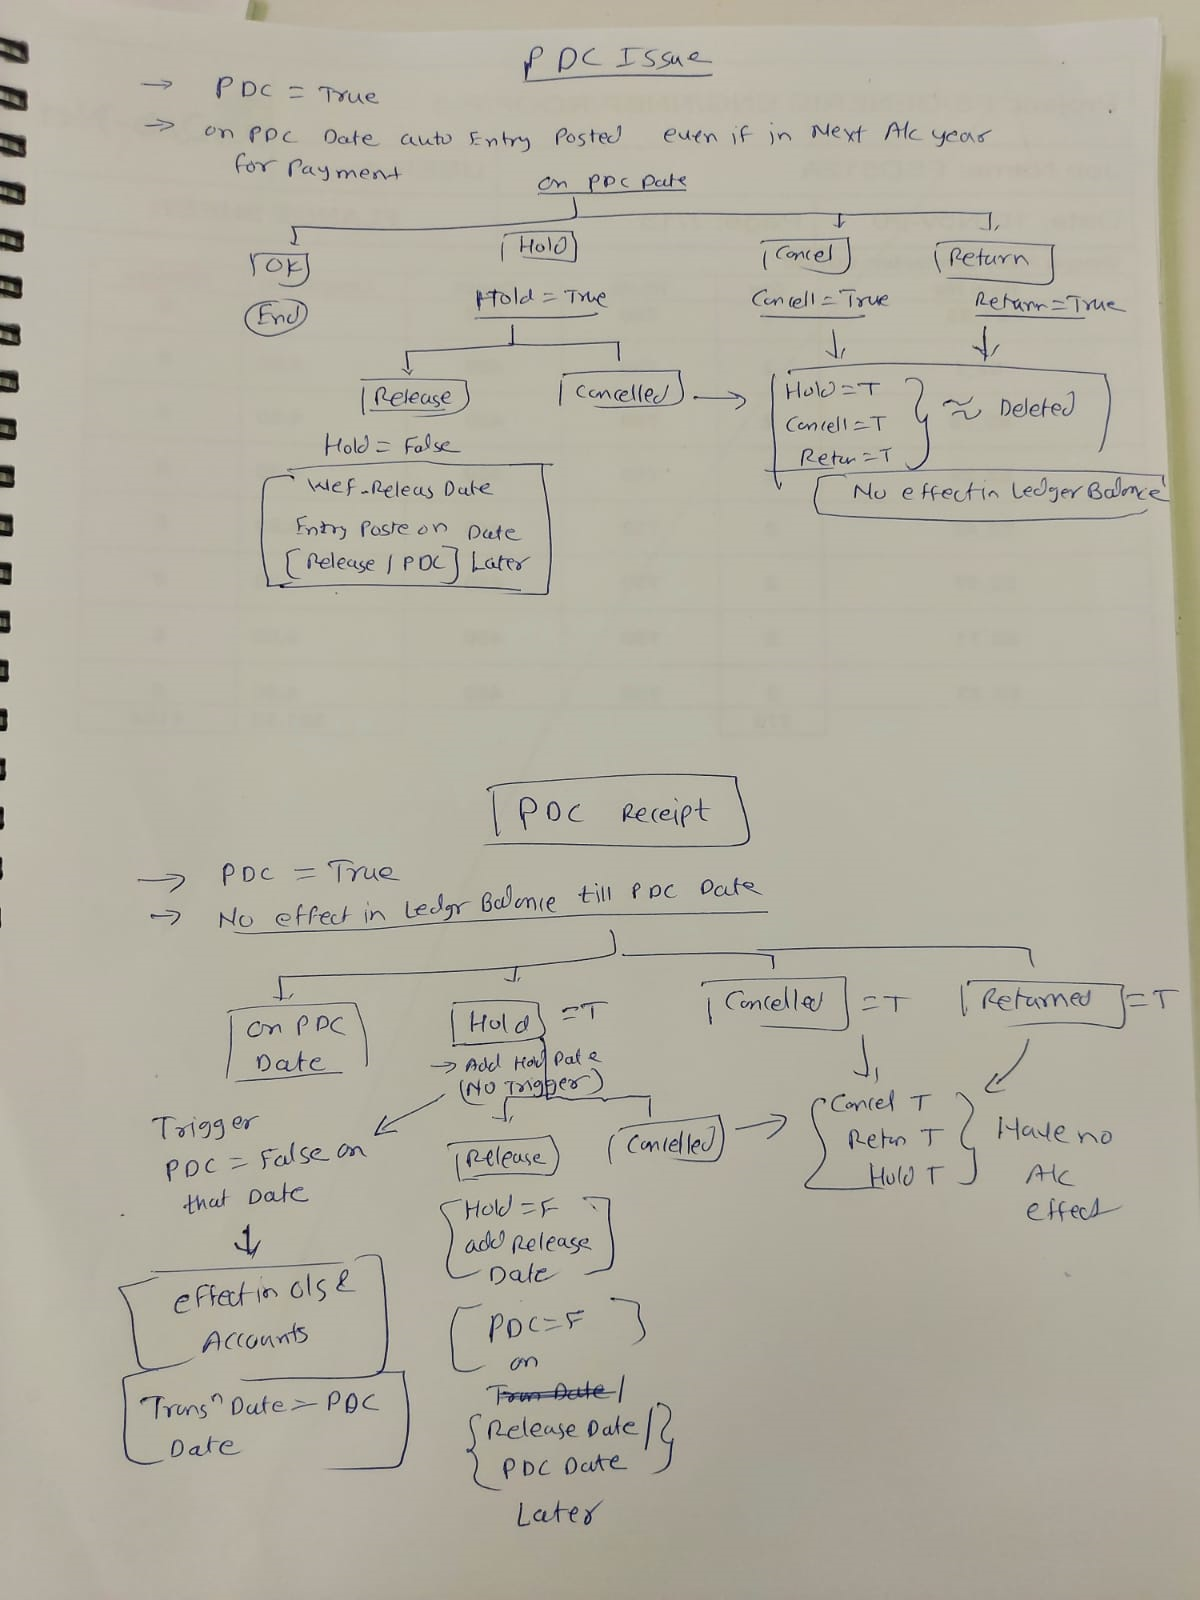 PDC Issue
→ PDC = True
→ on PDC Date auto Entry Posted even if in Next A/c year
for Payment
on PDC Date
OK
Hold
Cancel
Return
End
Hold = True
Cancell = True
Return = True
Release
Cancelled →
Hold = T
Cancell = T
Retur = T
≈ Deleted
Hold = False
No effect in Ledger Balance
Wef-Releas Date
Entry Poste on Date
[Release / PDC] Later
PDC Receipt
→ PDC = True
→ No effect in Ledgr Balance till PDC Date
on PDC
Date
Hold = T
Cancelled = T
Returned = T
→ Add Hold Date
(No Trigger)
Trigger
PDC = False on
that Date
Release
Cancelled →
Cancel T
Retur T
Hold T
Have no
A/c
effect
Hold = F
add Release
Date
effect in O/S &
Accounts
PDC = F
on
Tran Date /
Transⁿ Date = PDC
Date
Release Date /
PDC Date
Later